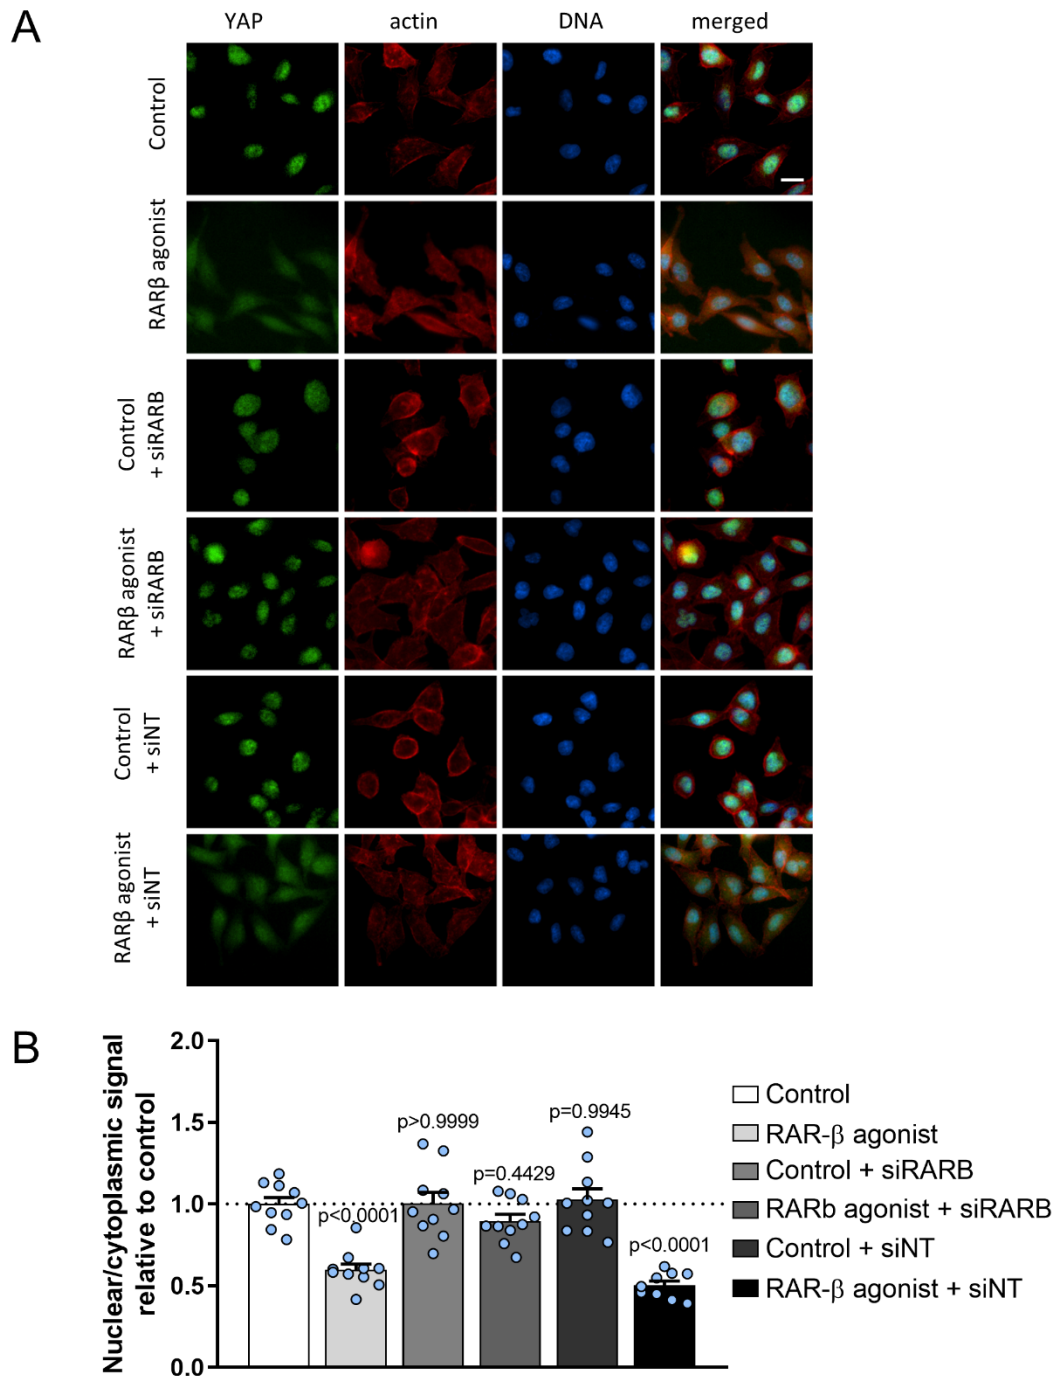 A
YAP actin DNA merged
Control
RARβ agonist
Control
+ siRARB
RARβ agonist
+ siRARB
Control
+ siNT
RARβ agonist
+ siNT
B
Nuclear/cytoplasmic signal
relative to control
2.0
1.5
1.0
0.5
0.0
p<0.0001
p>0.9999
p=0.4429
p=0.9945
p<0.0001
Control
RAR-β agonist
Control + siRARB
RARb agonist + siRARB
Control + siNT
RAR-β agonist + siNT